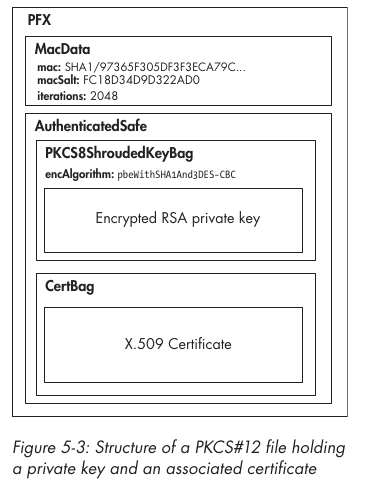 PFX
MacData
mac: SHA1/97365F305DF3F3ECA79C...
macSalt: FC18D34D9D322AD0
iterations: 2048
AuthenticatedSafe
PKCS8ShroudedKeyBag
encAlgorithm: pbeWithSHA1And3DES-CBC
Encrypted RSA private key
CertBag
X.509 Certificate
Figure 5-3: Structure of a PKCS#12 file holding
a private key and an associated certificate